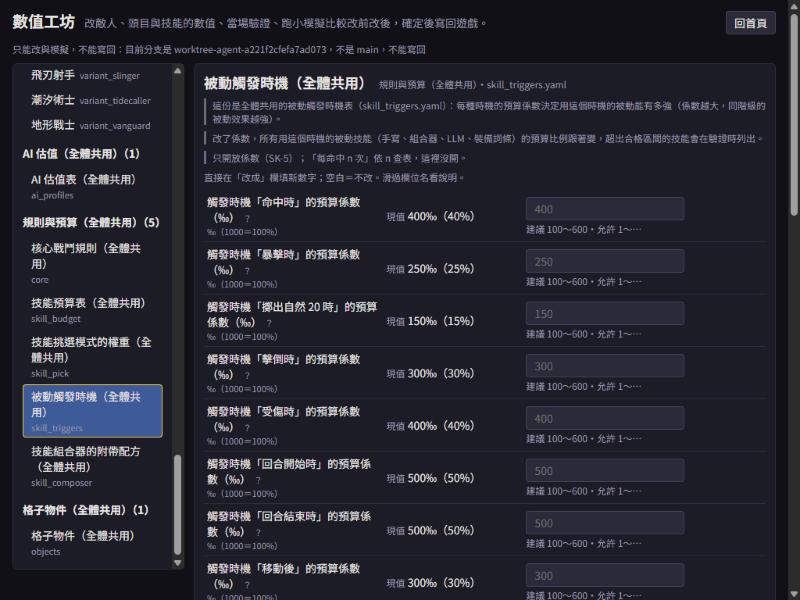 數值工坊 改敵人、頭目與技能的數值、當場驗證、跑小模擬比較改前改後，確定後寫回遊戲。
回首頁
只能改與模擬，不能寫回：目前分支是 worktree-agent-a221f2cfefa7ad073，不是 main，不能寫回
飛刃射手 variant_slinger
潮汐術士 variant_tidecaller
地形戰士 variant_vanguard
AI 估值（全體共用）（1）
AI 估值表（全體共用）
ai_profiles
規則與預算（全體共用）（5）
核心戰鬥規則（全體共
用）
core
技能預算表（全體共用）
skill_budget
技能挑選模式的權重（全
體共用）
skill_pick
被動觸發時機（全體共
用）
skill_triggers
技能組合器的附帶配方
（全體共用）
skill_composer
格子物件（全體共用）（1）
格子物件（全體共用）
objects
被動觸發時機（全體共用） 規則與預算（全體共用）・skill_triggers.yaml
這份是全體共用的被動觸發時機表（skill_triggers.yaml）：每種時機的預算係數決定用這個時機的被動能有多強（係數越大，同階級的
被動效果越強）。
改了係數，所有用這個時機的被動技能（手寫、組合器、LLM、裝備詞條）的預算比例跟著變，超出合格區間的技能會在驗證時列出。
只開放係數（SK-5）；「每命中 n 次」依 n 查表，這裡沒開。
直接在「改成」欄填新數字；空白＝不改。滑過欄位名看說明。
觸發時機「命中時」的預算係數
（‰） ?
‰（1000＝100%）
現值 400‰（40%）
400
建議 100～600・允許 1～…
觸發時機「暴擊時」的預算係數
（‰） ?
‰（1000＝100%）
現值 250‰（25%）
250
建議 100～600・允許 1～…
觸發時機「擲出自然 20 時」的預算
係數（‰） ?
‰（1000＝100%）
現值 150‰（15%）
150
建議 100～600・允許 1～…
觸發時機「擊倒時」的預算係數
（‰） ?
‰（1000＝100%）
現值 300‰（30%）
300
建議 100～600・允許 1～…
觸發時機「受傷時」的預算係數
（‰） ?
‰（1000＝100%）
現值 400‰（40%）
400
建議 100～600・允許 1～…
觸發時機「回合開始時」的預算係
數（‰） ?
‰（1000＝100%）
現值 500‰（50%）
500
建議 100～600・允許 1～…
觸發時機「回合結束時」的預算係
數（‰） ?
‰（1000＝100%）
現值 500‰（50%）
500
建議 100～600・允許 1～…
觸發時機「移動後」的預算係數
（‰） ?
‰（1000＝100%）
現值 300‰（30%）
300
建議 100～600・允許 1～…